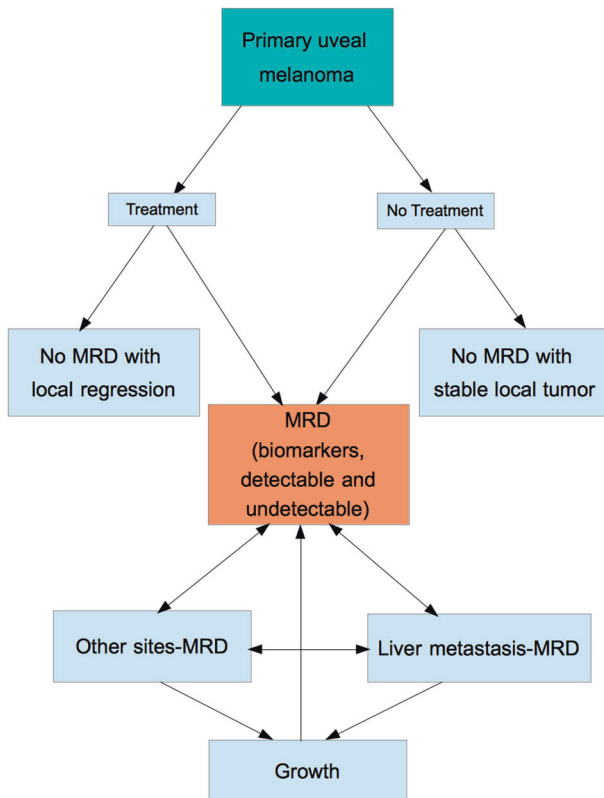 Primary uveal
melanoma
Treatment
No Treatment
No MRD with
local regression
No MRD with
stable local tumor
MRD
(biomarkers,
detectable and
undetectable)
Other sites-MRD
Liver metastasis-MRD
Growth